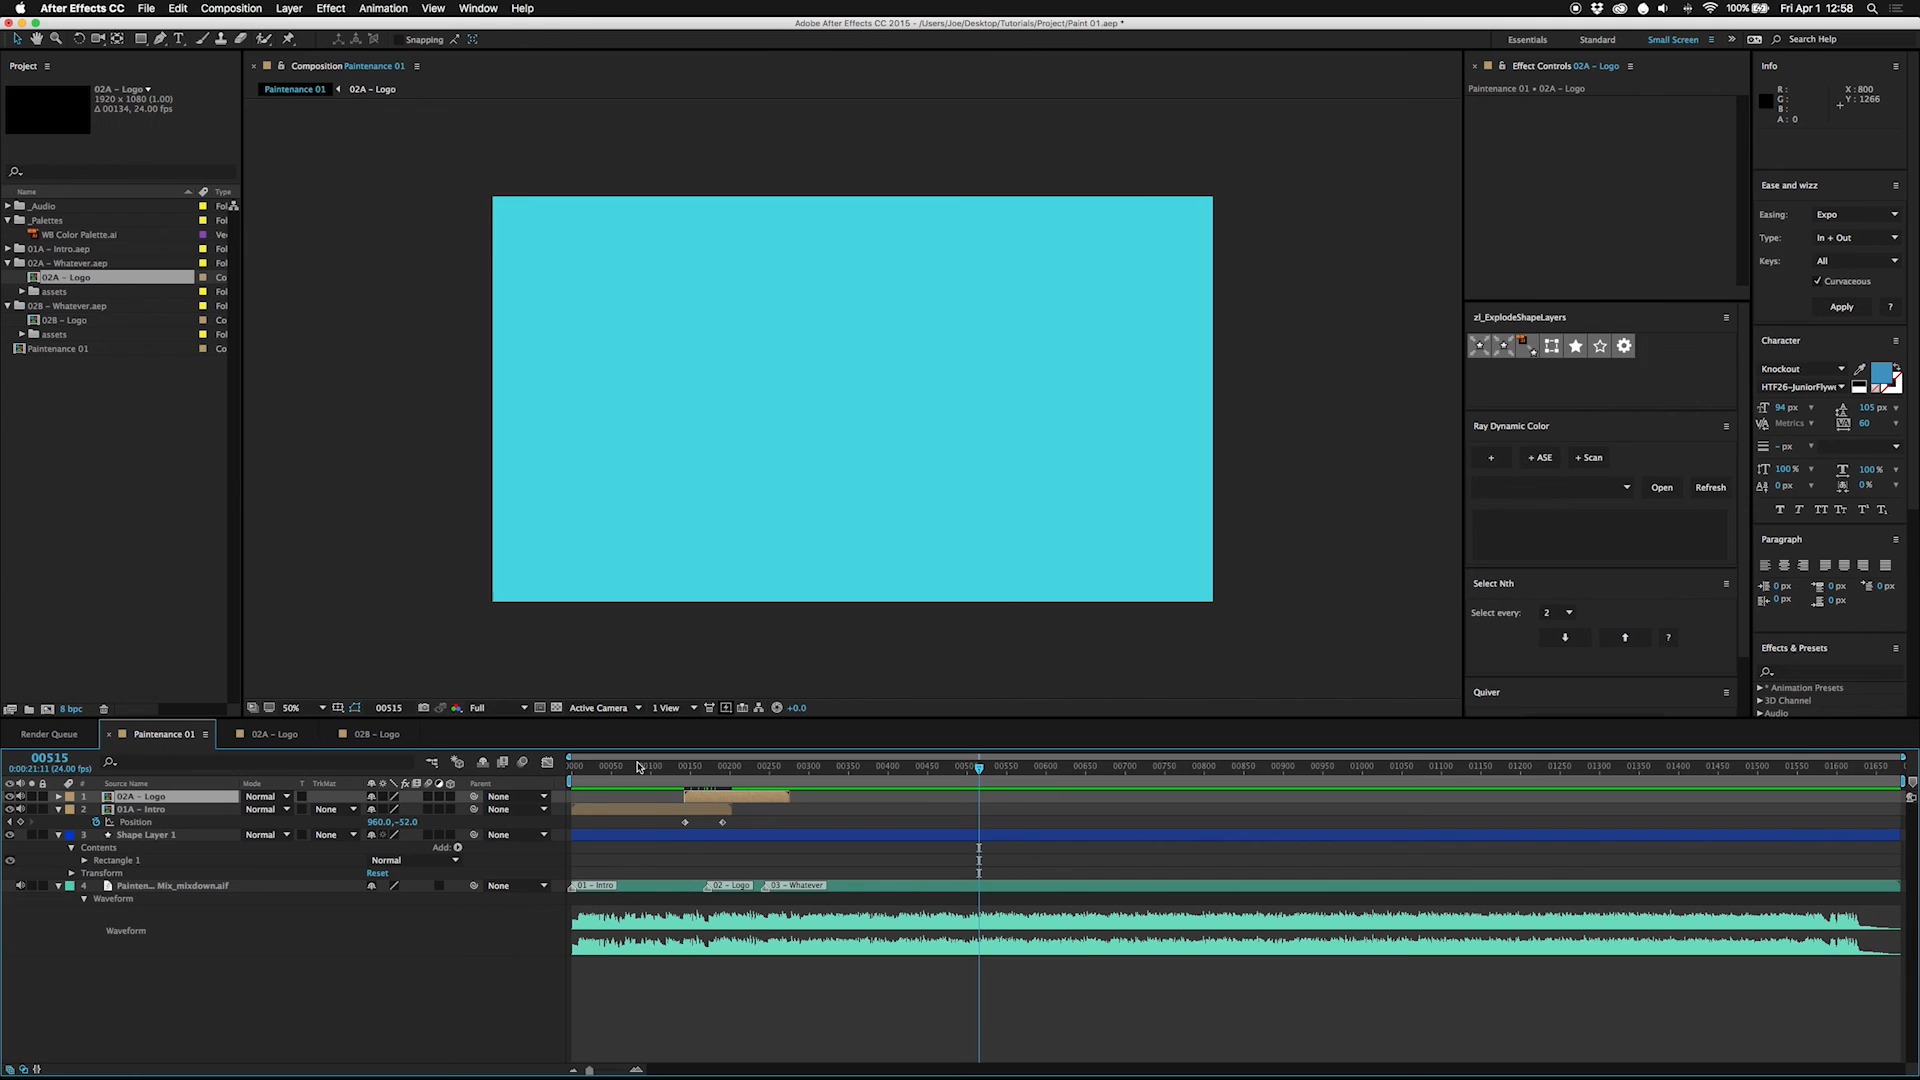 After Effects CC File Edit Composition Layer Effect Animation View Window Help 100% Fri Apr 1 12:58
Adobe After Effects CC 2015 - /Users/Joe/Desktop/Tutorials/Project/Paint 01.aep *
Snapping Essentials Standard Small Screen Search Help
Project Composition Paintenance 01 Effect Controls 02A - Logo Info
Paintenance 01 02A - Logo Paintenance 01 • 02A - Logo
02A - Logo
1920 x 1080 (1.00)
Δ 00134, 24.00 fps
R: X : 800
G: Y : 1266
B:
A : 0
Name Type
_Audio Fol
_Palettes Fol
WB Color Palette.ai Vec
01A - Intro.aep Fol
02A - Whatever.aep Fol
02A - Logo Co
assets Fol
02B - Whatever.aep Fol
02B - Logo Co
assets Fol
Paintenance 01 Co
Ease and wizz
Easing: Expo
Type: In + Out
Keys: All
Curvaceous
Apply ?
zl_ExplodeShapeLayers
Character
Knockout
HTF26-JuniorFlyw
94 px 105 px
Metrics 60
- px
100 % 100 %
0 px 0 %
Ray Dynamic Color
+ + ASE + Scan
Open Refresh
Paragraph
0 px 0 px 0 px
0 px 0 px
Select Nth
Select every: 2
?
Effects & Presets
* Animation Presets
3D Channel
Audio
Quiver
8 bpc 50% 00515 Full Active Camera 1 View +0.0
Render Queue Paintenance 01 02A - Logo 02B - Logo
00515
0:00:21:11 (24.00 fps)
0000 00050 00100 00150 00200 00250 00300 00350 00400 00450 0050 00550 00600 00650 00700 00750 00800 00850 00900 00950 01000 01050 01100 01150 01200 01250 01300 01350 01400 01450 01500 01550 01600 01650
# Source Name Mode T TrkMat Parent
1 02A - Logo Normal None
2 01A - Intro Normal None None
Position 960.0,-52.0
3 Shape Layer 1 Normal None None
Contents Add:
Rectangle 1 Normal
Transform Reset
4 Painten... Mix_mixdown.aif None 01 - Intro 02 - Logo 03 - Whatever
Waveform
Waveform